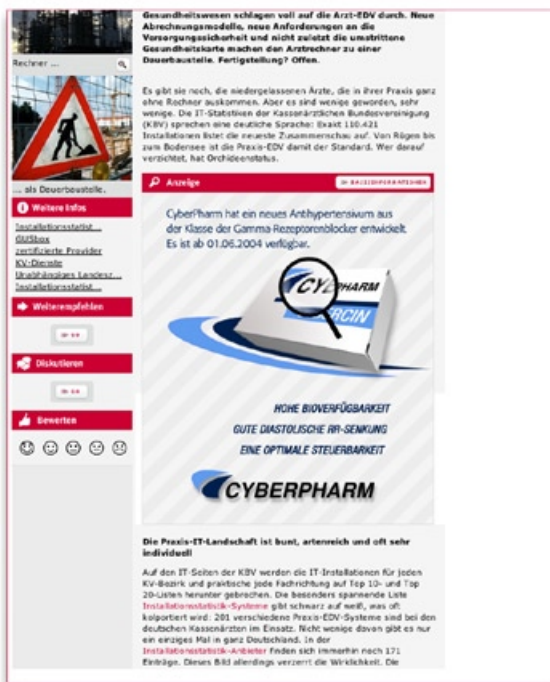 Rechner ...
... als Dauerbaustelle.
Weitere Infos
Installationsstatist...
GUSbox
zertifizierte Provider
KV-Dienste
Unabhängiges Landesz...
Installationsstatist...
Weiterempfehlen
Diskutieren
Bewerten
Gesundheitswesen schlagen voll auf die Arzt-EDV durch. Neue
Abrechnungsmodelle, neue Anforderungen an die
Versorgungssicherheit und nicht zuletzt die umstrittene
Gesundheitskarte machen den Arztrechner zu einer
Dauerbaustelle. Fertigstellung? Offen.
Es gibt sie noch, die niedergelassenen Ärzte, die in ihrer Praxis ganz
ohne Rechner auskommen. Aber es sind wenige geworden, sehr
wenige. Die IT-Statistiken der Kassenärztlichen Bundesvereinigung
(KBV) sprechen eine deutliche Sprache: Exakt 110.421
Installationen listet die neueste Zusammenschau auf. Von Rügen bis
zum Bodensee ist die Praxis-EDV damit der Standard. Wer darauf
verzichtet, hat Orchideenstatus.
Anzeige
BASISINFORMATIONEN
CyberPharm hat ein neues Antihypertensivum aus
der Klasse der Gamma-Rezeptorenblocker entwickelt.
Es ist ab 01.06.2004 verfügbar.
CYPHARM
ERCIN
HOHE BIOVERFÜGBARKEIT
GUTE DIASTOLISCHE RR-SENKUNG
EINE OPTIMALE STEUERBARKEIT
CYBERPHARM
Die Praxis-IT-Landschaft ist bunt, artenreich und oft sehr
individuell
Auf den IT-Seiten der KBV werden die IT-Installationen für jeden
KV-Bezirk und praktische jede Fachrichtung auf Top 10- und Top
20-Listen herunter gebrochen. Die besonders spannende Liste
Installationsstatistik-Systeme gibt schwarz auf weiß, was oft
kolportiert wird: 201 verschiedene Praxis-EDV-Systeme sind bei den
deutschen Kassenärzten im Einsatz. Nicht wenige davon gibt es nur
ein einziges Mal in ganz Deutschland. In der
Installationsstatistik-Anbieter finden sich immerhin noch 171
Einträge. Dieses Bild allerdings verzerrt die Wirklichkeit. Die